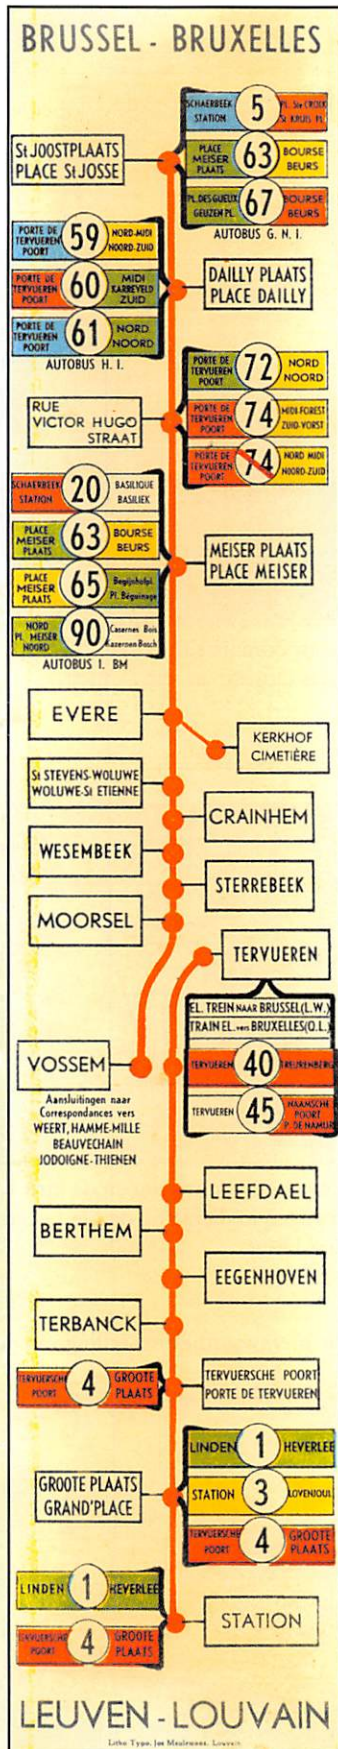 BRUSSEL - BRUXELLES
SCHAERBEEK
STATION
5
PL. Ste CROIX
St KRUIS PL.
St JOOSTPLAATS
PLACE St JOSSE
PLACE
MEISER
PLAATS
63
BOURSE
BEURS
PL. DES GUEUX
GEUZEN PL.
67
BOURSE
BEURS
AUTOBUS G. N. I.
PORTE DE
TERVUEREN
POORT
59
NORD-MIDI
NOORD-ZUID
PORTE DE
TERVUEREN
POORT
60
MIDI
KARREVELD
ZUID
PORTE DE
TERVUEREN
POORT
61
NORD
NOORD
AUTOBUS H. I.
DAILLY PLAATS
PLACE DAILLY
RUE
VICTOR HUGO
STRAAT
PORTE DE
TERVUEREN
POORT
72
NORD
NOORD
PORTE DE
TERVUEREN
POORT
74
MIDI-FOREST
ZUID-VORST
PORTE DE
TERVUEREN
POORT
74
NORD MIDI
NOORD-ZUID
SCHAERBEEK
STATION
20
BASILIQUE
BASILIEK
PLACE
MEISER
PLAATS
63
BOURSE
BEURS
PLACE
MEISER
PLAATS
65
Begijnhofpl.
Pl. Béguinage
NORD
PL. MEISER
NOORD
90
Casernes Bois
Kazernen Bosch
AUTOBUS I. BM
MEISER PLAATS
PLACE MEISER
EVERE
KERKHOF
CIMETIÈRE
St STEVENS-WOLUWE
WOLUWE-St ETIENNE
CRAINHEM
WESEMBEEK
STERREBEEK
MOORSEL
TERVUEREN
EL. TREIN NAAR BRUSSEL (L.W.)
TRAIN EL. vers BRUXELLES (Q.L.)
TERVUEREN
40
TREURENBERG
TERVUEREN
45
NAAMSCHE
POORT
P. DE NAMUR
VOSSEM
Aansluitingen naar
Correspondances vers
WEERT, HAMME-MILLE
BEAUVECHAIN
JODOIGNE-THIENEN
LEEFDAEL
BERTHEM
EEGENHOVEN
TERBANCK
TERVUERSCHE
POORT
4
GROOTE
PLAATS
TERVUERSCHE POORT
PORTE DE TERVUEREN
GROOTE PLAATS
GRAND'PLACE
LINDEN
1
HEVERLEE
STATION
3
LOVENJOUL
TERVUERSCHE
POORT
4
GROOTE
PLAATS
LINDEN
1
HEVERLEE
TERVUERSCHE
POORT
4
GROOTE
PLAATS
STATION
LEUVEN - LOUVAIN
Litho Type. Jos Meulemans. Louvain